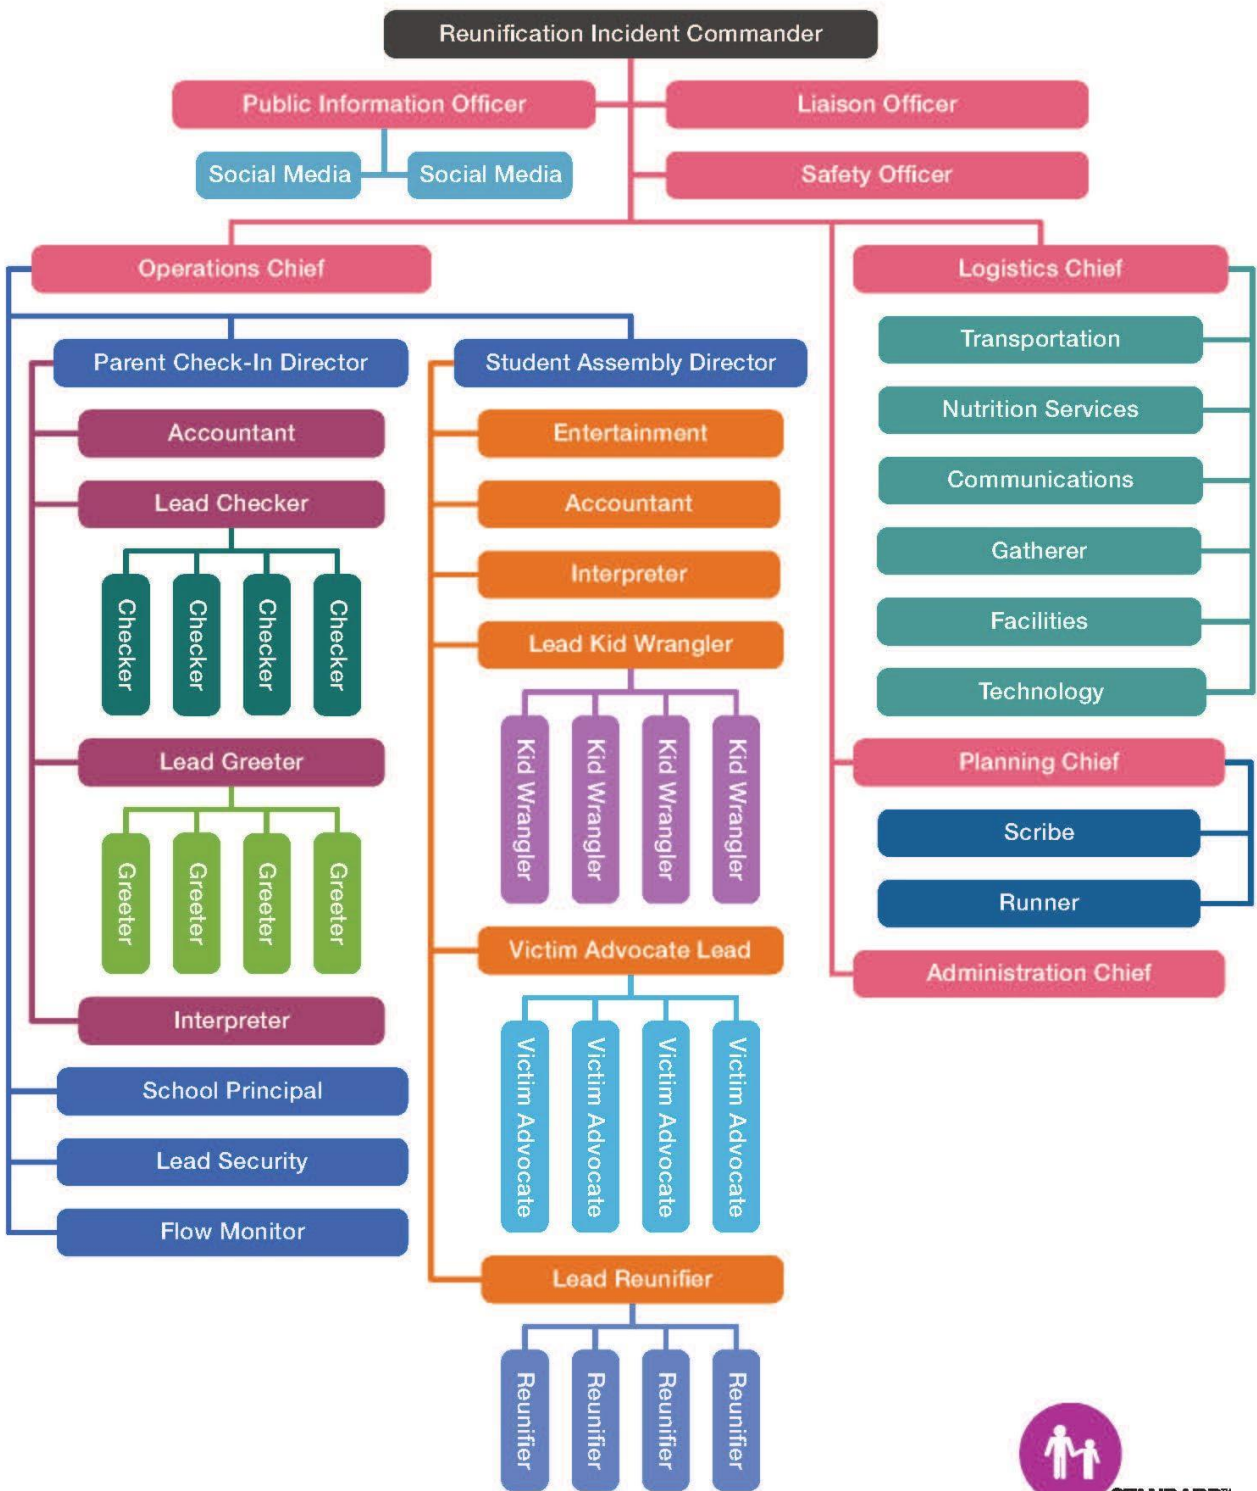 Reunification Incident Commander
Public Information Officer
Liaison Officer
Social Media
Social Media
Safety Officer
Operations Chief
Parent Check-In Director
Accountant
Lead Checker
Checker
Checker
Checker
Checker
Lead Greeter
Greeter
Greeter
Greeter
Greeter
Interpreter
School Principal
Lead Security
Flow Monitor
Student Assembly Director
Entertainment
Accountant
Interpreter
Lead Kid Wrangler
Kid Wrangler
Kid Wrangler
Kid Wrangler
Kid Wrangler
Victim Advocate Lead
Victim Advocate
Victim Advocate
Victim Advocate
Victim Advocate
Lead Reunifier
Reunifier
Reunifier
Reunifier
Reunifier
Logistics Chief
Transportation
Nutrition Services
Communications
Gatherer
Facilities
Technology
Planning Chief
Scribe
Runner
Administration Chief